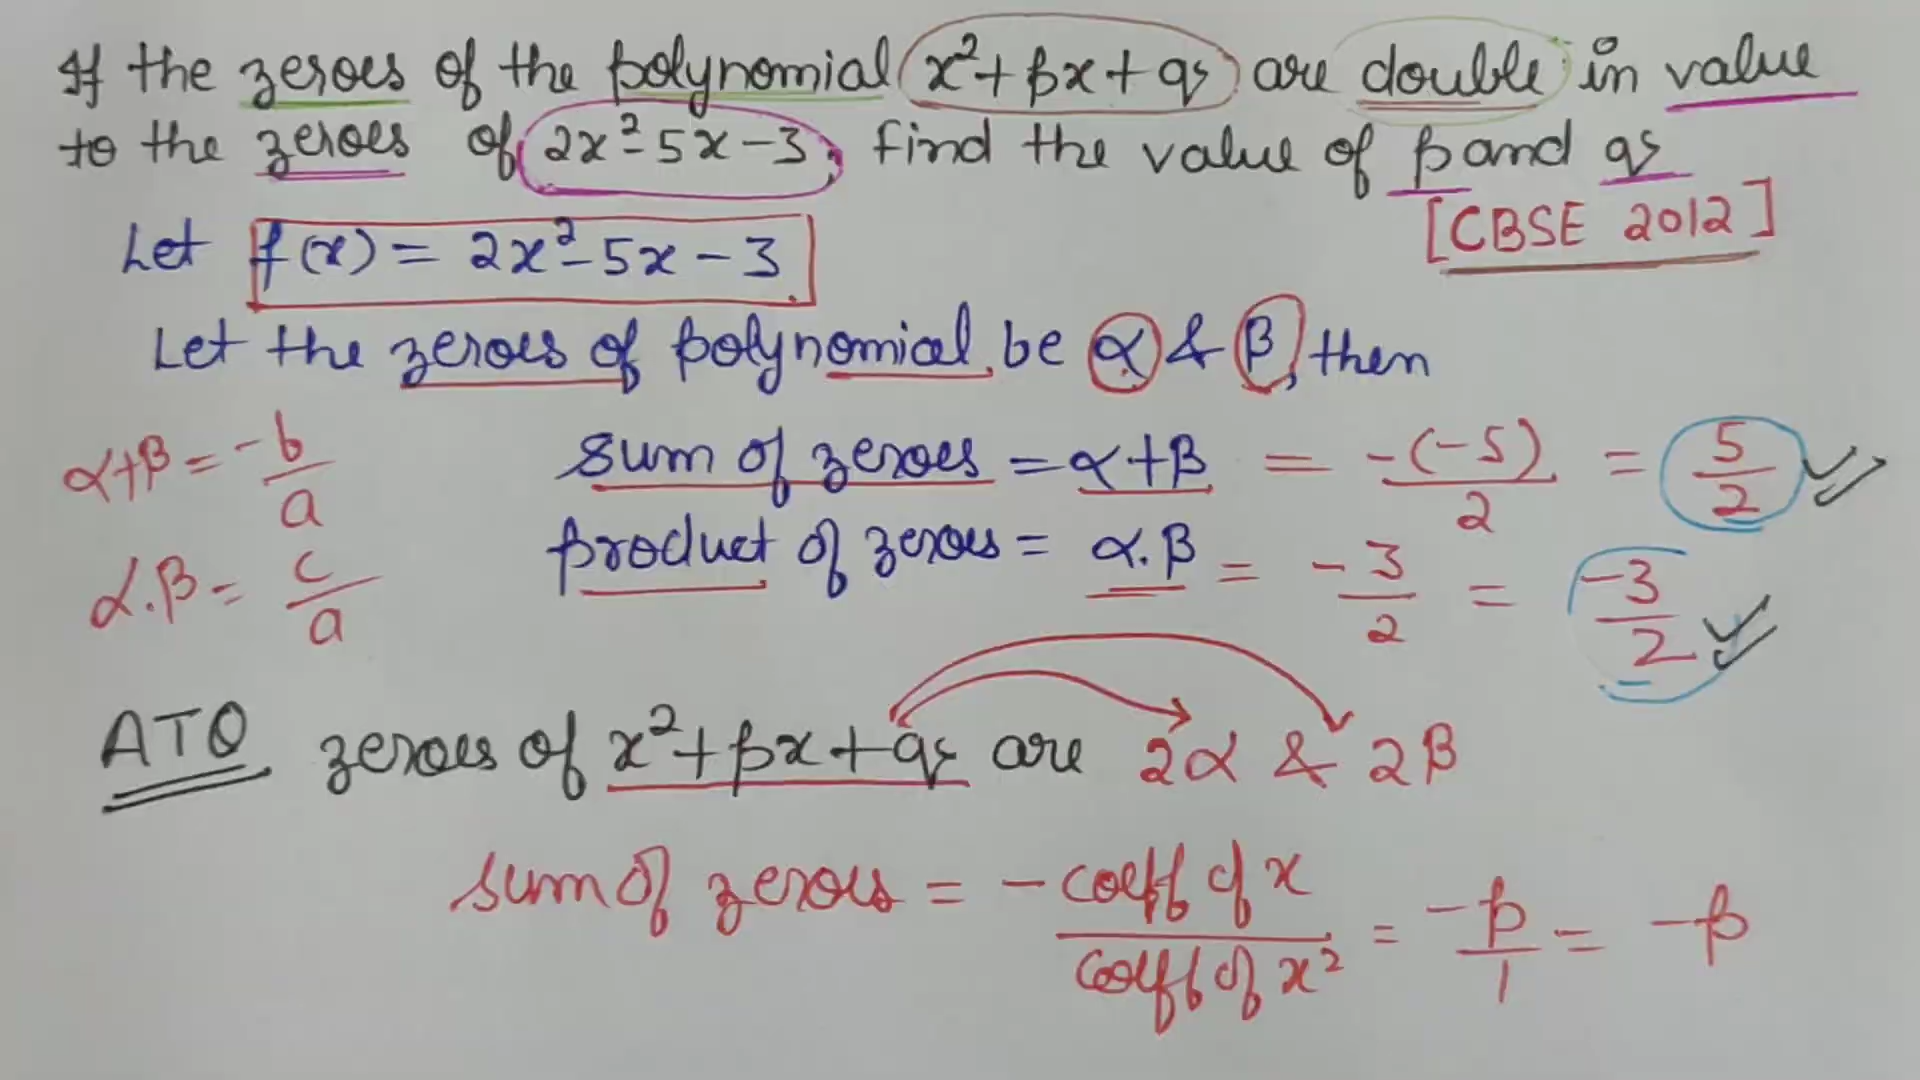 If the zeroes of the polynomial x²+px+q are double in value
to the zeroes of 2x²-5x-3, find the value of p and q
[CBSE 2012]
Let f(x) = 2x²-5x-3
Let the zeroes of polynomial be α & β, then
α+β = -b/a
sum of zeroes = α+β = -(-5)/2 = 5/2
α.β = c/a
product of zeroes = α.β = -3/2 = -3/2
ATQ zeroes of x²+px+q are 2α & 2β
sum of zeroes = -coeff of x/coeff of x² = -p/1 = -p